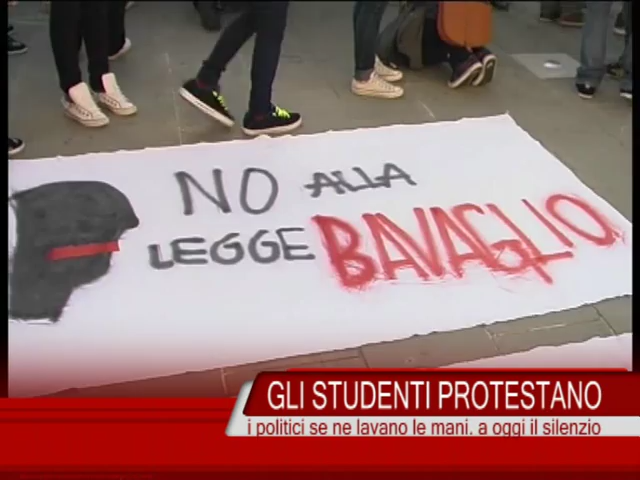 NO ALLA
LEGGE BAVAGLIO
GLI STUDENTI PROTESTANO
i politici se ne lavano le mani. a oggi il silenzio